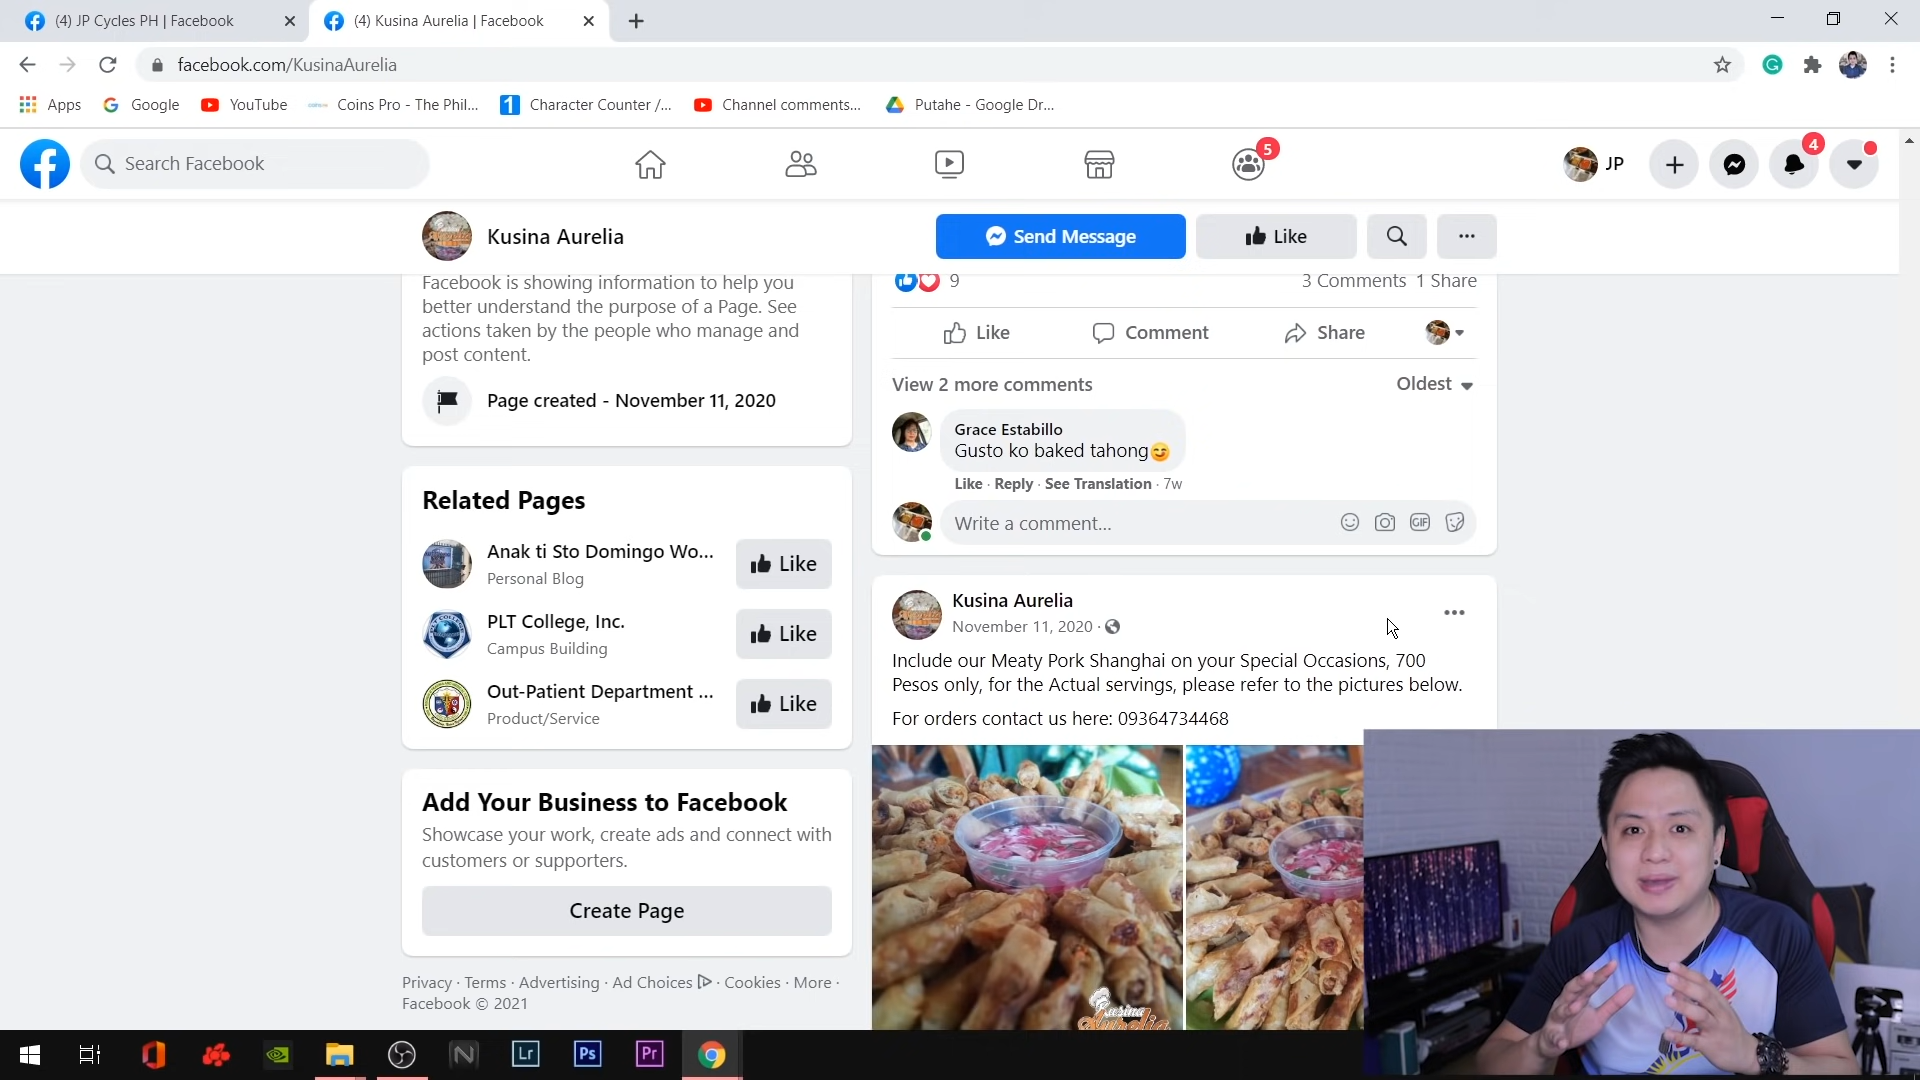 (4) JP Cycles PH | Facebook
(4) Kusina Aurelia | Facebook
facebook.com/KusinaAurelia
Apps
Google
YouTube
Coins Pro - The Phil...
1
Character Counter /...
Channel comments...
Putahe - Google Dr...
Search Facebook
5
JP
4
Kusina Aurelia
Send Message
Like
Facebook is showing information to help you
better understand the purpose of a Page. See
actions taken by the people who manage and
post content.
Page created - November 11, 2020
Related Pages
Anak ti Sto Domingo Wo...
Personal Blog
Like
PLT College, Inc.
Campus Building
Like
Out-Patient Department ...
Product/Service
Like
Add Your Business to Facebook
Showcase your work, create ads and connect with
customers or supporters.
Create Page
Privacy · Terms · Advertising · Ad Choices · Cookies · More ·
Facebook © 2021
9
3 Comments 1 Share
Like
Comment
Share
View 2 more comments
Oldest
Grace Estabillo
Gusto ko baked tahong😊
Like · Reply · See Translation · 7w
Write a comment...
GIF
Kusina Aurelia
November 11, 2020 ·
Include our Meaty Pork Shanghai on your Special Occasions, 700
Pesos only, for the Actual servings, please refer to the pictures below.
For orders contact us here: 09364734468
Kusina
Aurelia
Lr
Ps
Pr